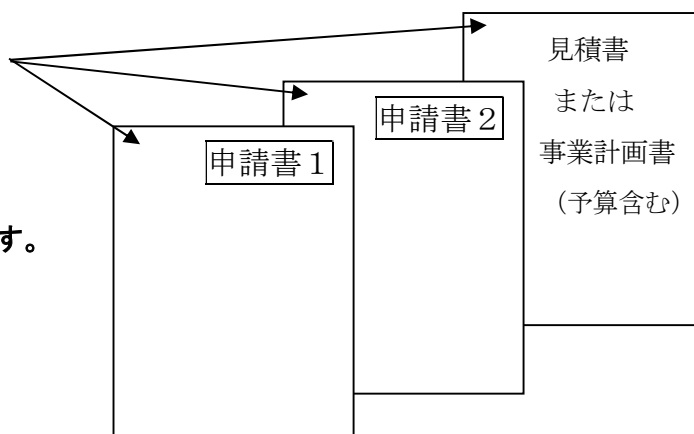 見積書
または
事業計画書
（予算含む）
申請書２
申請書１
す。